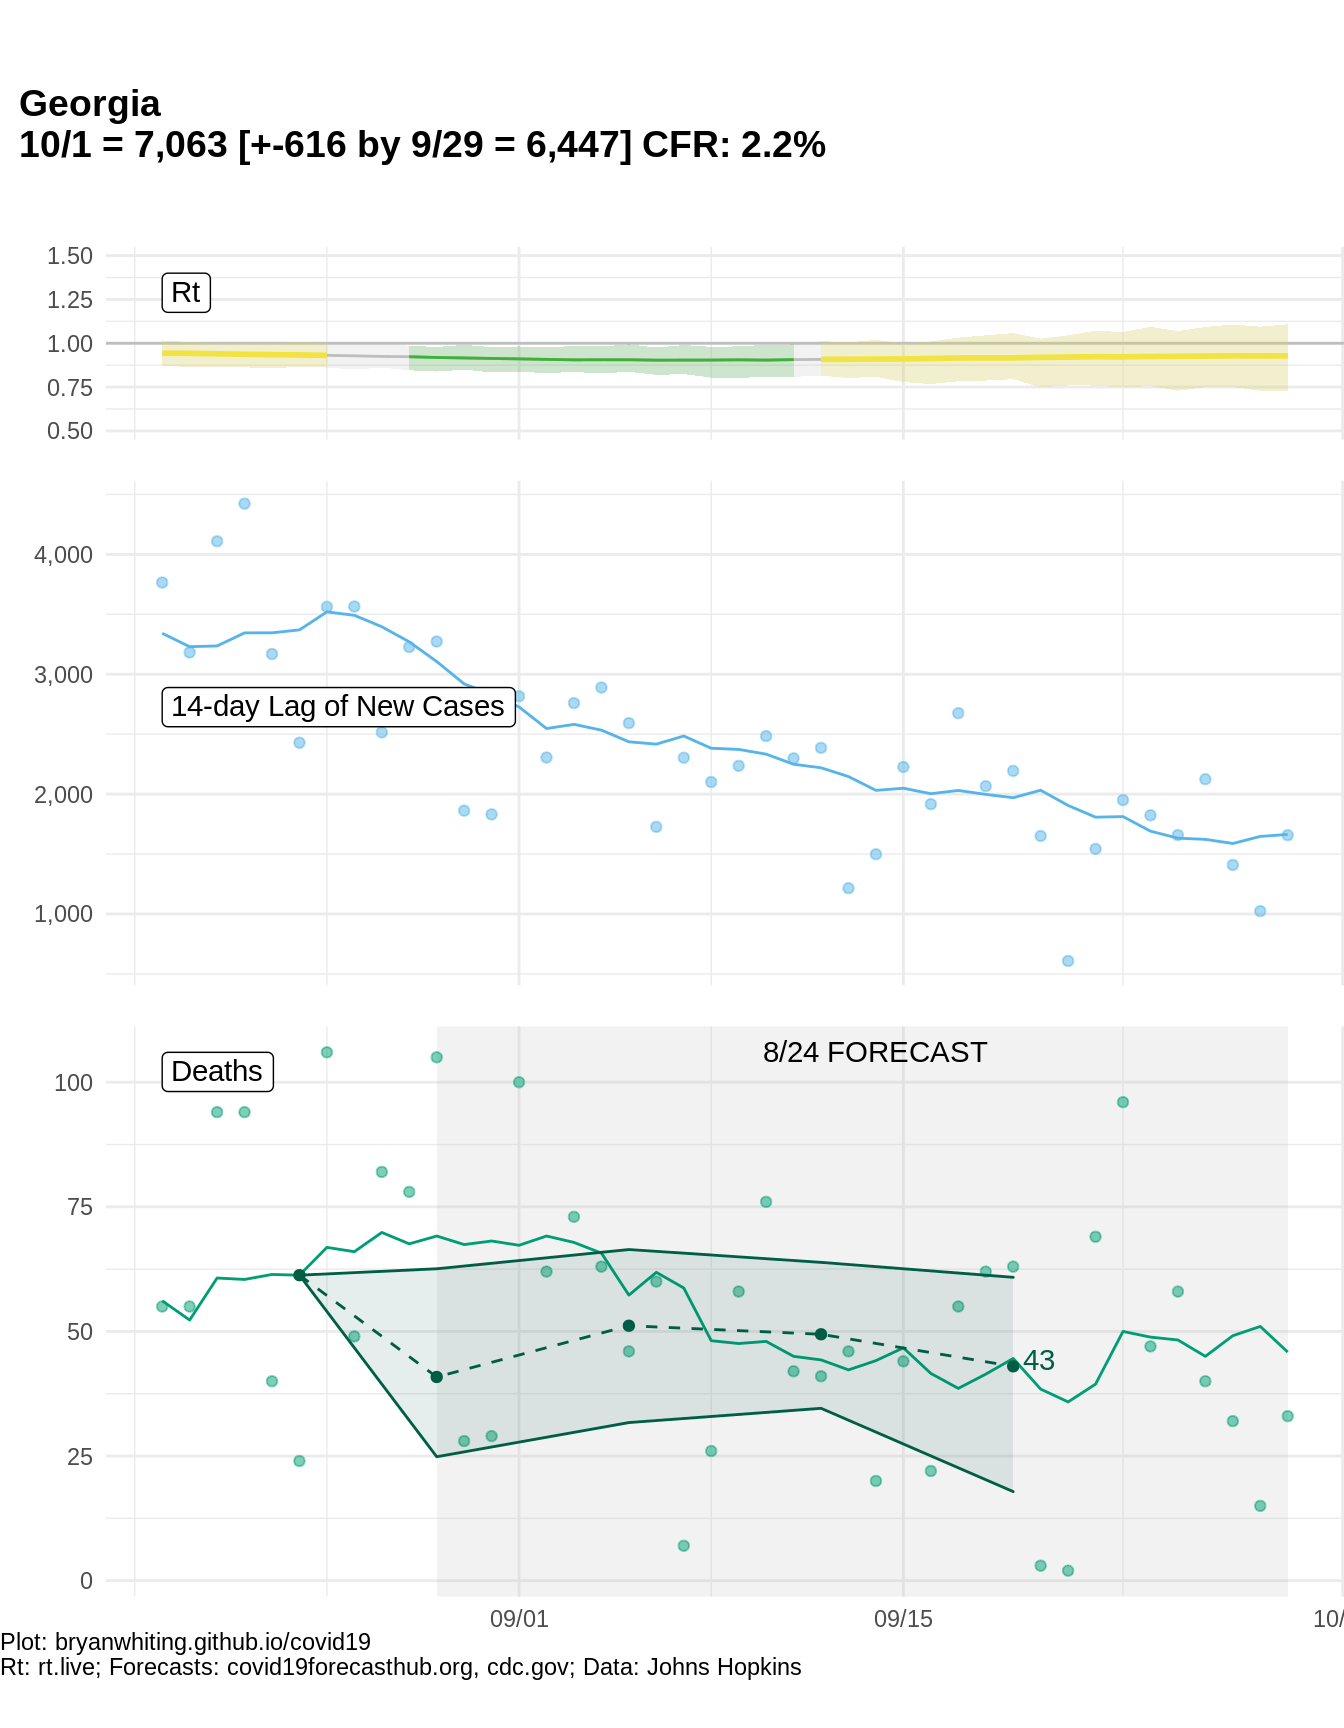 Georgia
10/1 = 7,063 [+-616 by 9/29 = 6,447] CFR: 2.2%
1.50
Rt
1.25
1.00
0.75
0.50
4,000
3,000
14-day Lag of New Cases
2,000
1,000
8/24 FORECAST
Deaths
100
75
50
43
25
0
09/01 09/15 10/
Plot: bryanwhiting.github.io/covid19
Rt: rt.live; Forecasts: covid19forecasthub.org, cdc.gov; Data: Johns Hopkins